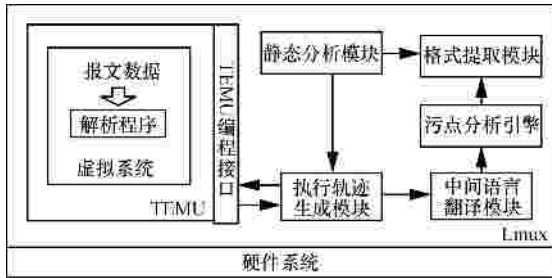 报文数据
解析程序
虚拟系统
TEMU
TEMU编程接口
静态分析模块
格式提取模块
污点分析引擎
执行轨迹
生成模块
中间语言
翻译模块
Lmux
硬件系统